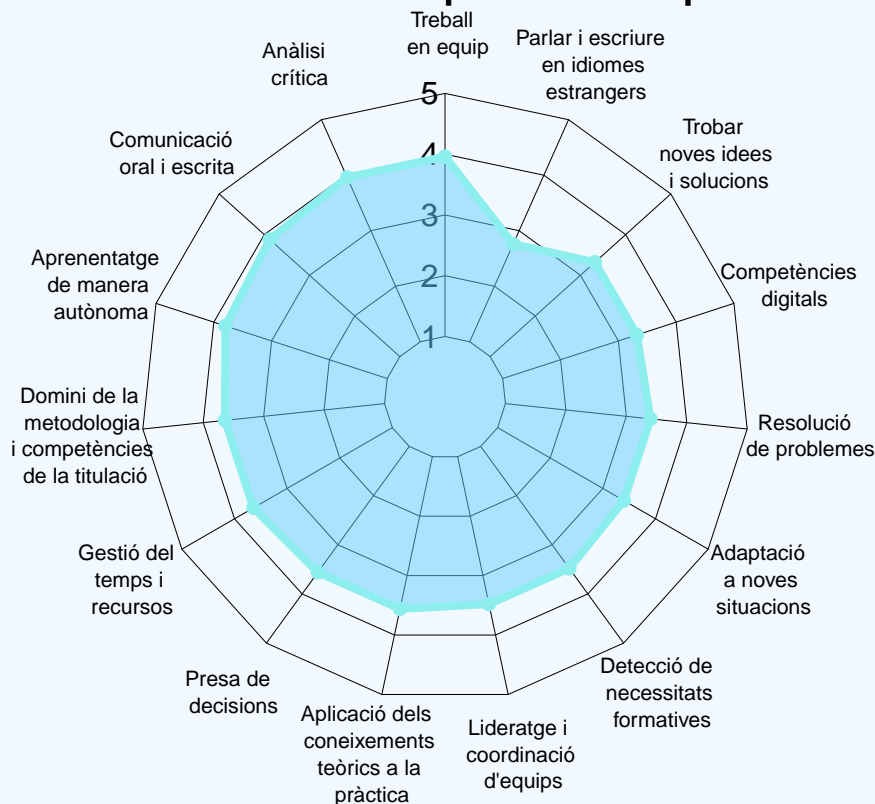 Treball
en equip
Parlar i escriure
en idiomes
estrangers
Trobar
noves idees
i solucions
Competències
digitals
Resolució
de problemes
Adaptació
a noves
situacions
Detecció de
necessitats
formatives
Lideratge i
coordinació
d'equips
Aplicació dels
coneixements
teòrics a la
pràctica
Presa de
decisions
Gestió del
temps i
recursos
Domini de la
metodologia
i competències
de la titulació
Aprenentatge
de manera
autònoma
Comunicació
oral i escrita
Anàlisi
crítica
5
4
3
2
1